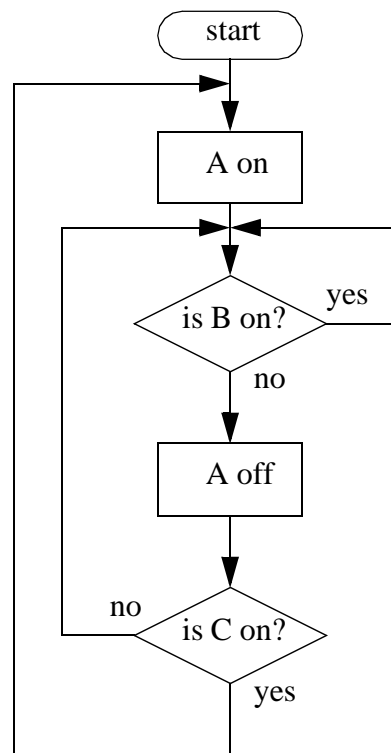 start
A on
is B on?
yes
no
A off
no
is C on?
yes